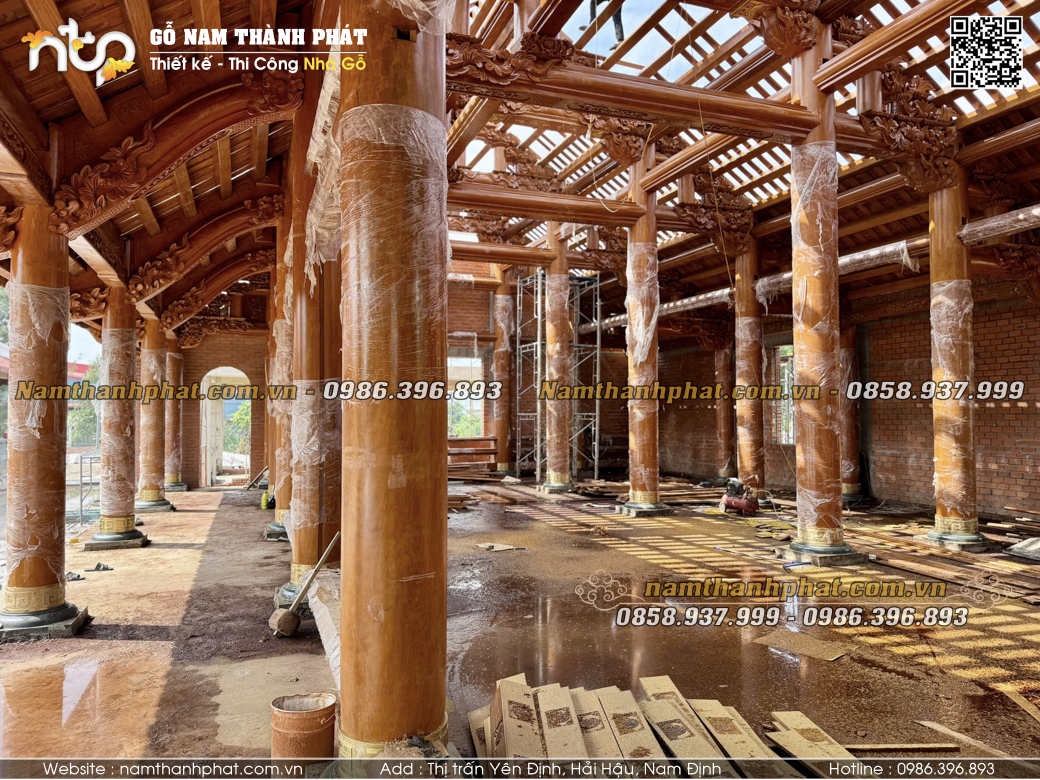 ntp
GỖ NAM THÀNH PHÁT
Thiết kế - Thi Công Nhà Gỗ
Namthanhphat.com.vn - 0986.396.893
Namthanhphat.com.vn - 0858.937.999
namthanhphat.com.vn
0858.937.999 - 0986.396.893
Website : namthanhphat.com.vn
Add : Thị trấn Yên Định, Hải Hậu, Nam Định
Hotline : 0986.396.893